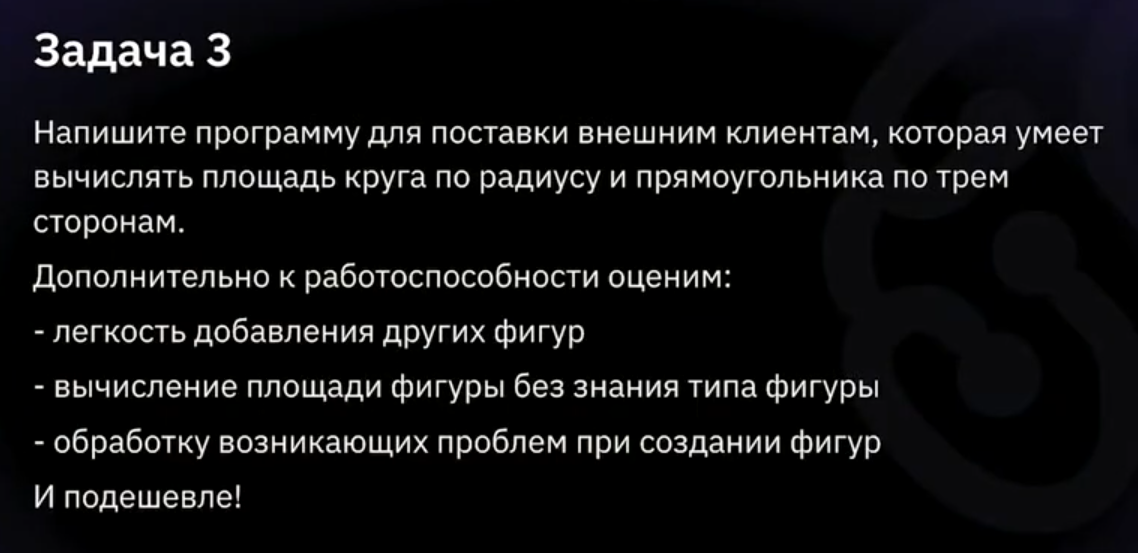 Задача 3
Напишите программу для поставки внешним клиентам, которая умеет
вычислять площадь круга по радиусу и прямоугольника по трем
сторонам.
Дополнительно к работоспособности оценим:
- легкость добавления других фигур
- вычисление площади фигуры без знания типа фигуры
- обработку возникающих проблем при создании фигур
И подешевле!